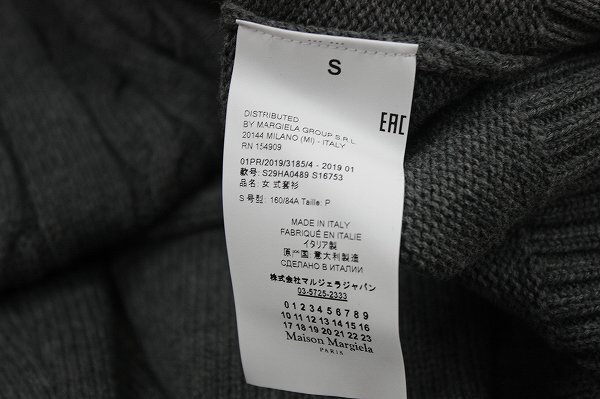 S
DISTRIBUTED
BY MARGIELA GROUP S.R.L.
20144 MILANO (MI) - ITALY
RN 154909
EAC
01PR/2019/3185/4 - 2019 01
款号: S29HA0489 S16753
品名: 女 式套衫
S 号型: 160/84A Taille: P
MADE IN ITALY
FABRIQUÉ EN ITALIE
イタリア製
原产国: 意大利製造
СДЕЛАНО В ИТАЛИИ
株式会社マルジェラジャパン
03-5725-2333
0 1 2 3 4 5 6 7 8 9
10 11 12 13 14 15 16
17 18 19 20 21 22 23
Maison Margiela
PARIS